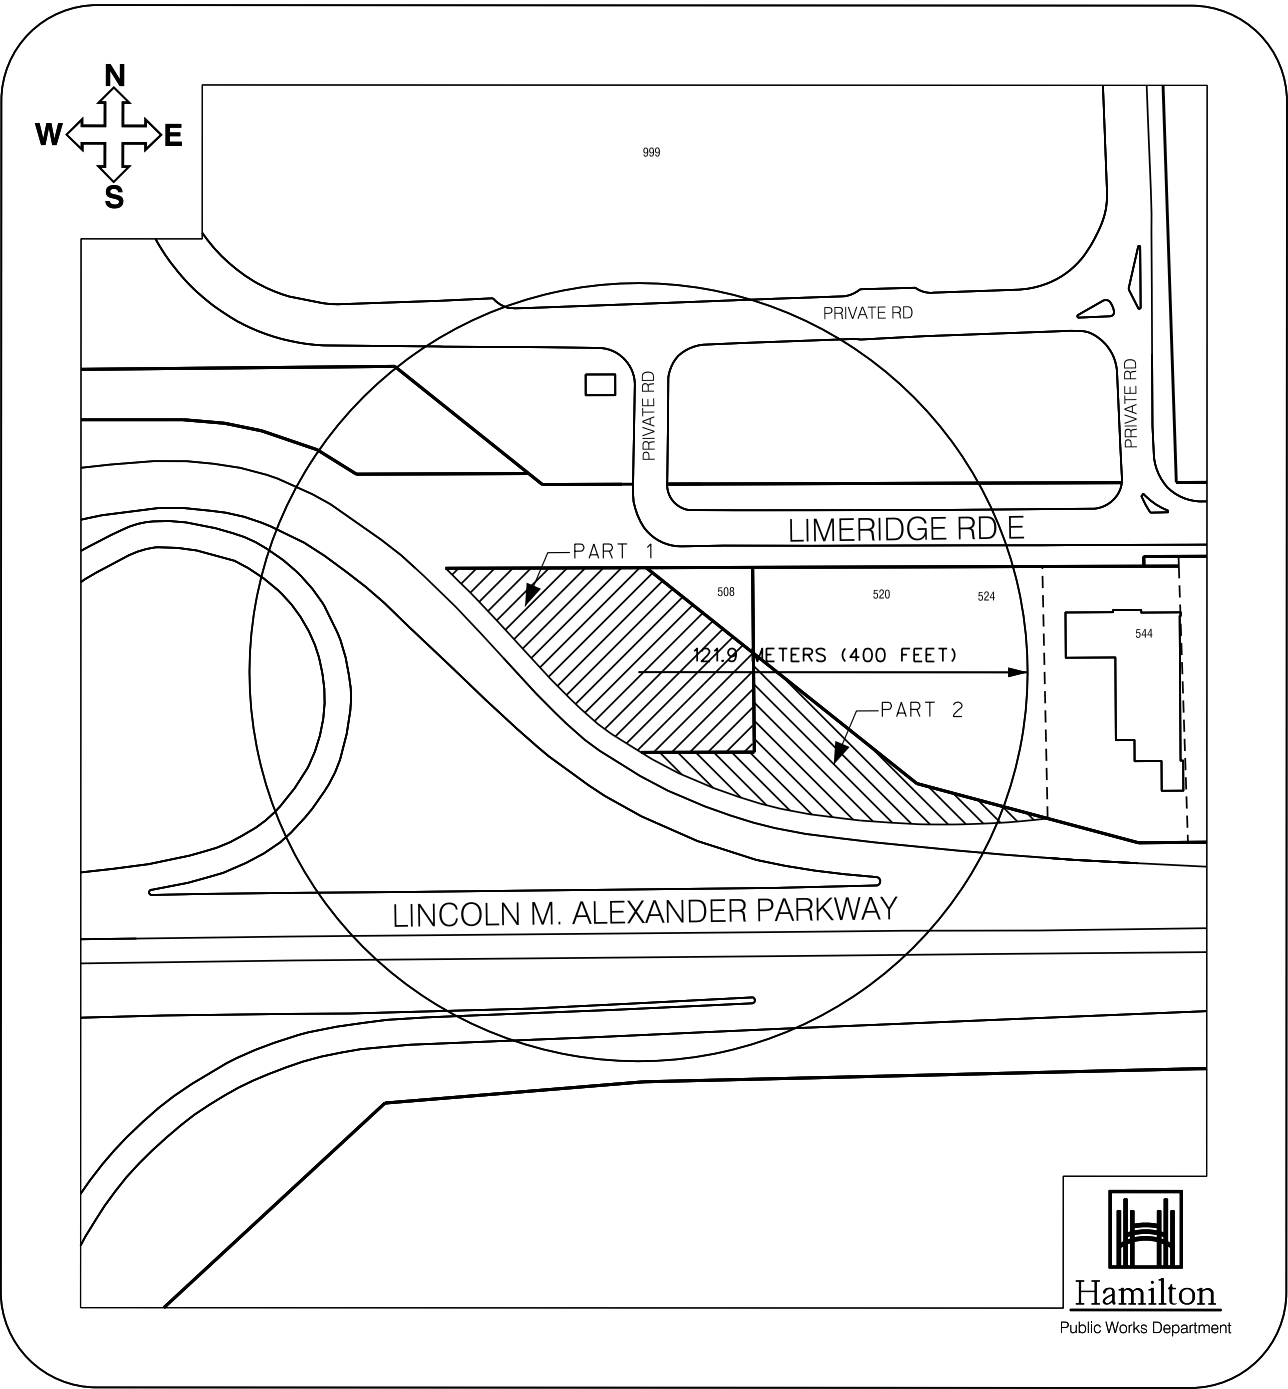 N
W E
S
999
PRIVATE RD
PRIVATE RD
PRIVATE RD
LIMERIDGE RD E
PART 1
508
520
524
544
121.9 METERS (400 FEET)
PART 2
LINCOLN M. ALEXANDER PARKWAY
Hamilton
Public Works Department